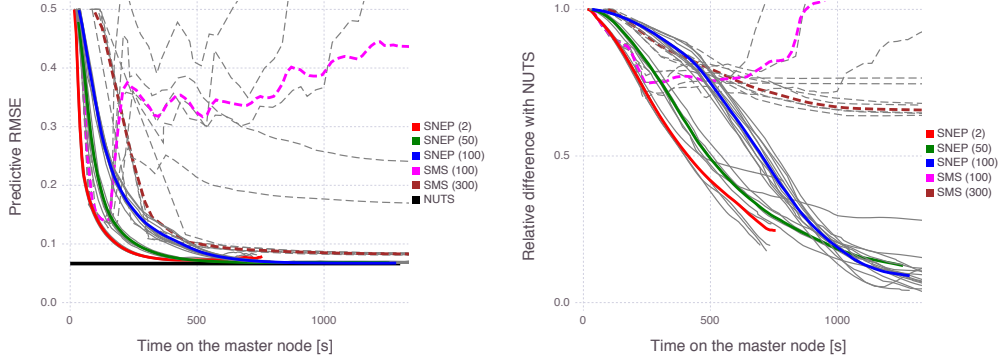 Predictive RMSE
0.5
0.4
0.3
0.2
0.1
0.0
0
500
1000
Time on the master node [s]
SNEP (2)
SNEP (50)
SNEP (100)
SMS (100)
SMS (300)
NUTS
Relative difference with NUTS
1.0
0.5
0.0
0
500
1000
Time on the master node [s]
SNEP (2)
SNEP (50)
SNEP (100)
SMS (100)
SMS (300)